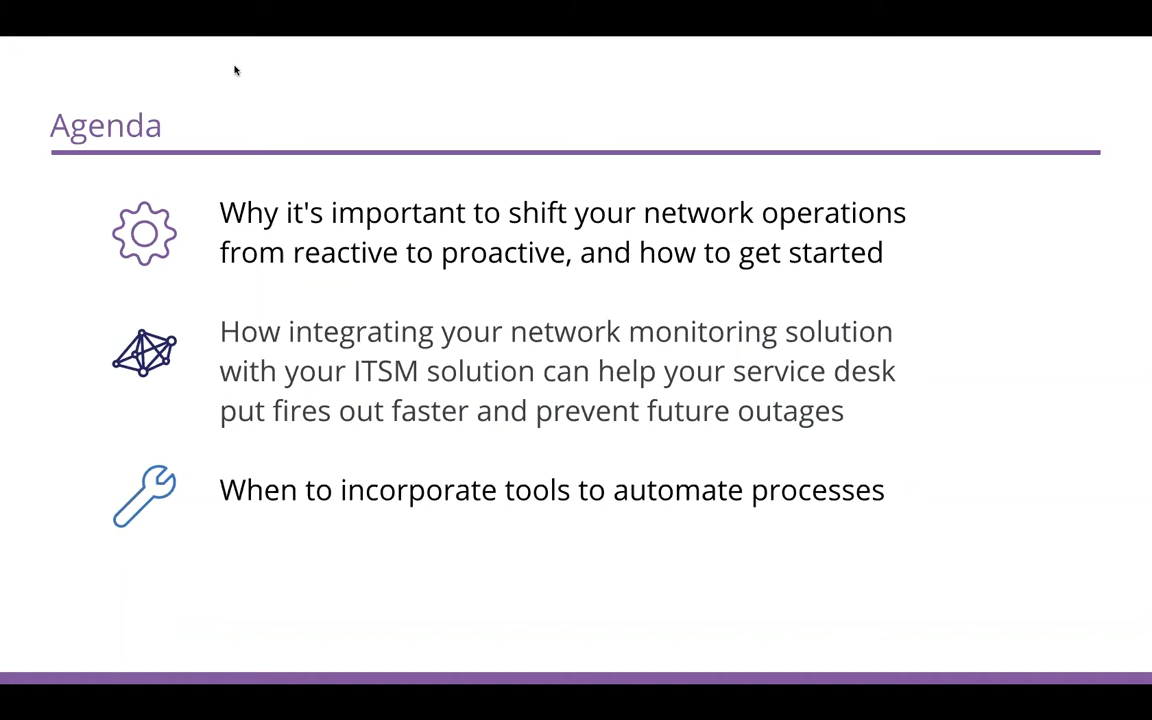 Agenda
Why it's important to shift your network operations
from reactive to proactive, and how to get started
How integrating your network monitoring solution
with your ITSM solution can help your service desk
put fires out faster and prevent future outages
When to incorporate tools to automate processes